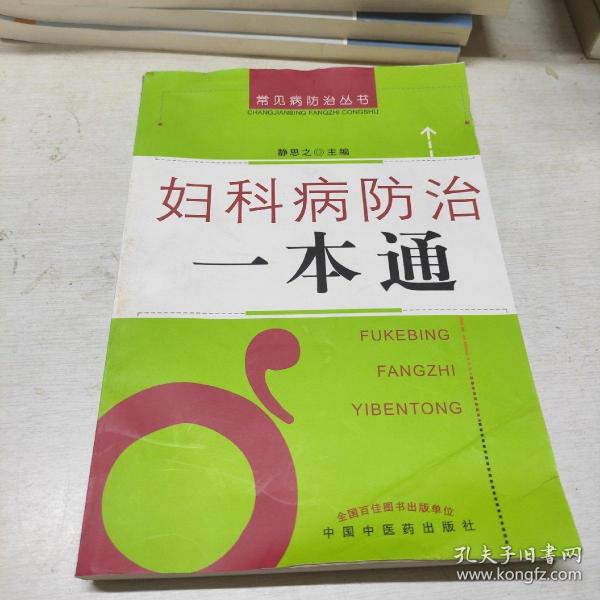 常见病防治丛书
CHANGJIANBING FANGZHI CONGSHU
静思之◎主编
妇科病防治
一本通
FUKEBING
FANGZHI
YIBENTONG
全国百佳图书出版单位
中国中医药出版社
孔夫子旧书网
www.kongfz.com